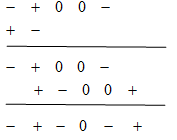 − + 0 0 −
+ −
− + 0 0 −
+ − 0 0 +
− + − 0 − +